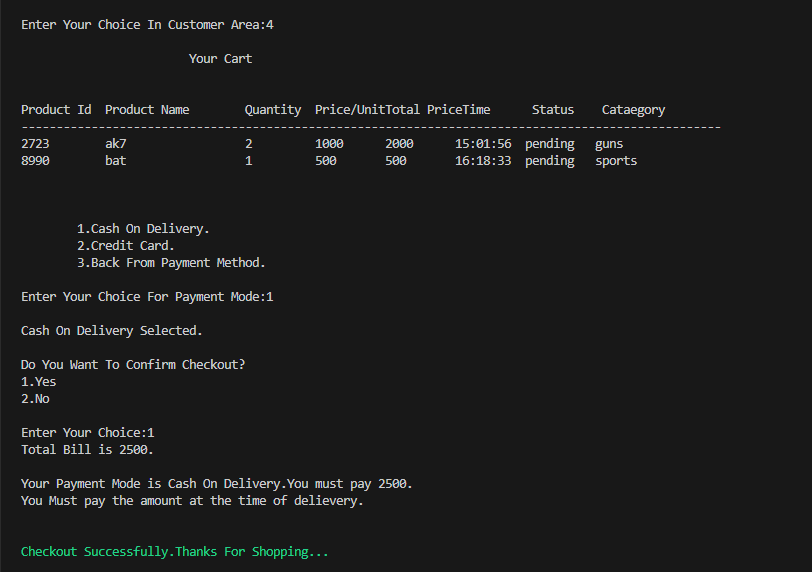 Enter Your Choice In Customer Area:4
Your Cart
Product Id  Product Name        Quantity  Price/UnitTotal PriceTime      Status    Cataegory
----------------------------------------------------------------------------------------------------
2723        ak7                 2         1000      2000      15:01:56  pending   guns
8990        bat                 1         500       500       16:18:33  pending   sports
1.Cash On Delivery.
2.Credit Card.
3.Back From Payment Method.
Enter Your Choice For Payment Mode:1
Cash On Delivery Selected.
Do You Want To Confirm Checkout?
1.Yes
2.No
Enter Your Choice:1
Total Bill is 2500.
Your Payment Mode is Cash On Delivery.You must pay 2500.
You Must pay the amount at the time of delievery.
Checkout Successfully.Thanks For Shopping...